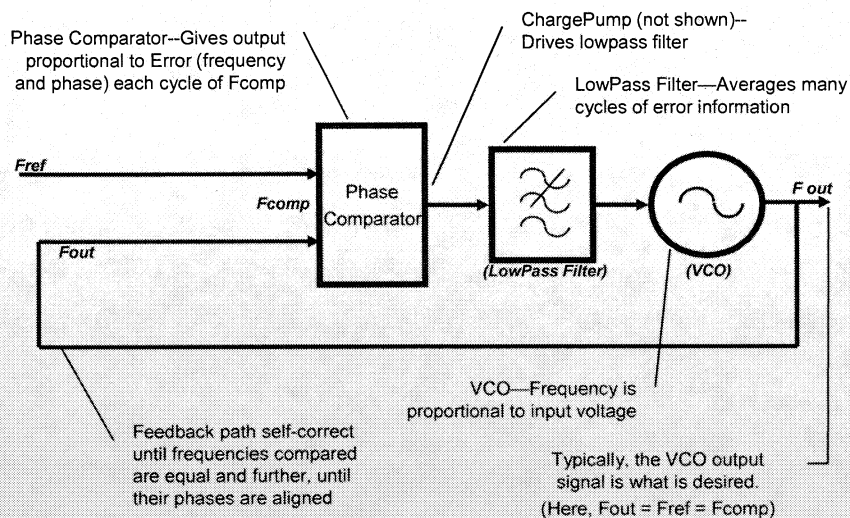 ChargePump (not shown)--
Drives lowpass filter
Phase Comparator--Gives output
proportional to Error (frequency
and phase) each cycle of Fcomp
LowPass Filter—Averages many
cycles of error information
Fref
Fcomp
Phase
Comparator
F out
Fout
(LowPass Filter)
(VCO)
VCO—Frequency is
proportional to input voltage
Feedback path self-correct
until frequencies compared
are equal and further, until
their phases are aligned
Typically, the VCO output
signal is what is desired.
(Here, Fout = Fref = Fcomp)